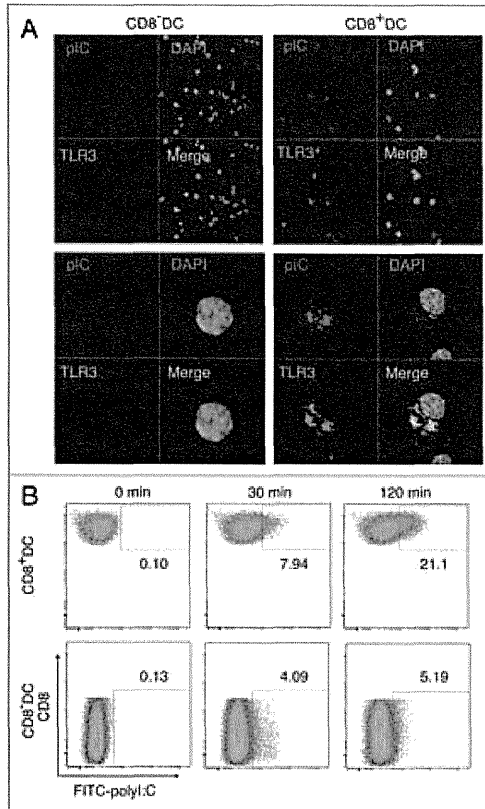 A
CD8-DC CD8+DC
pIC DAPI pIC DAPI
TLR3 Merge TLR3 Merge
pIC DAPI pIC DAPI
TLR3 Merge TLR3 Merge
B
0 min 30 min 120 min
CD8+DC
0.10 7.94 21.1
CD8-DC
CD8
0.13 4.09 5.19
FITC-polyI:C